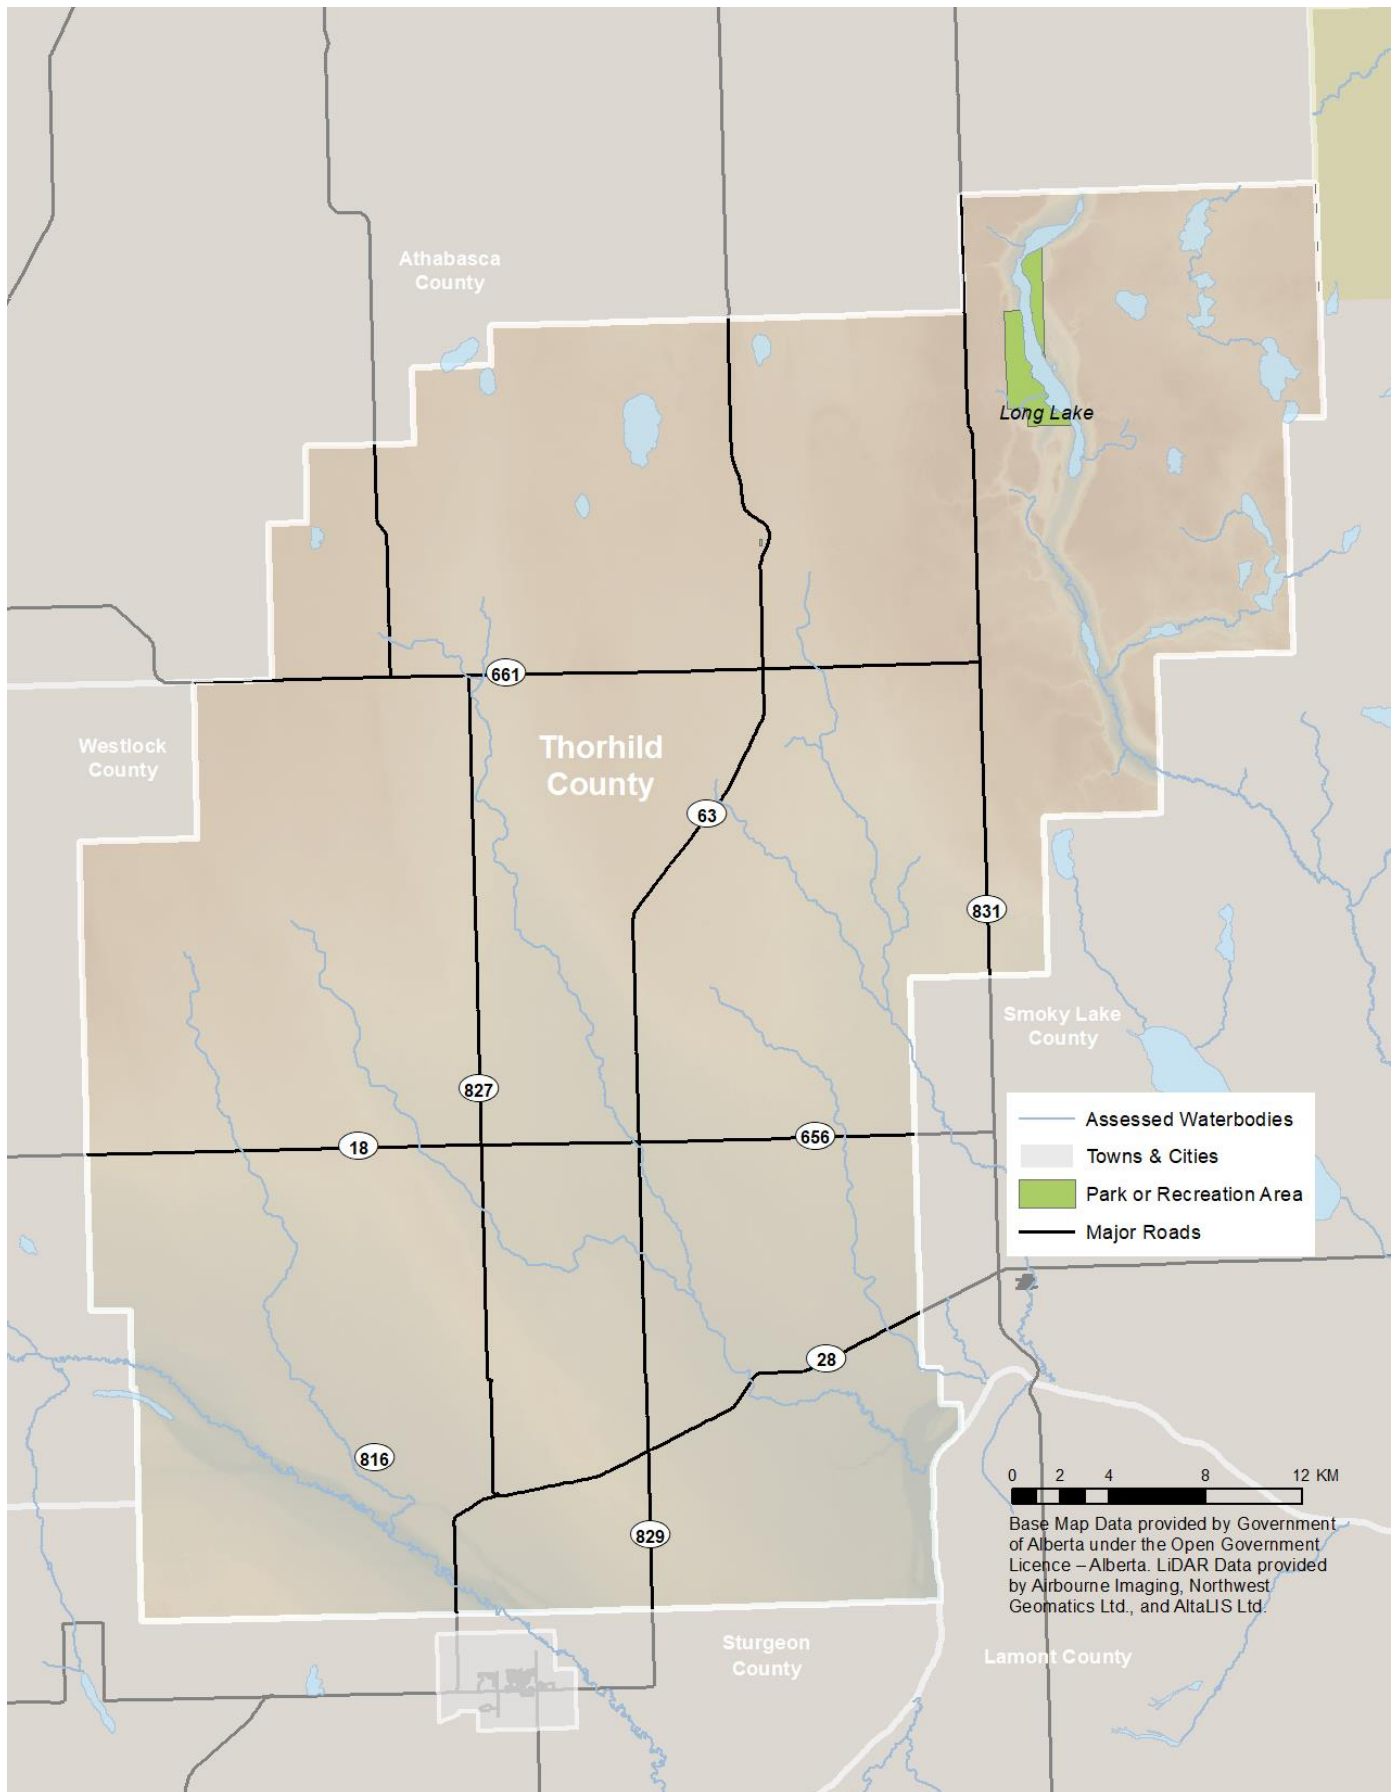 Athabasca
County
Long Lake
661
Westlock
County
Thorhild
County
63
831
Smoky Lake
County
827
18
656
Assessed Waterbodies
Towns & Cities
Park or Recreation Area
Major Roads
28
816
829
0 2 4 8 12 KM
Base Map Data provided by Government
of Alberta under the Open Government
Licence – Alberta. LiDAR Data provided
by Airbourne Imaging, Northwest
Geomatics Ltd., and AltaLIS Ltd.
Sturgeon
County
Lamont County